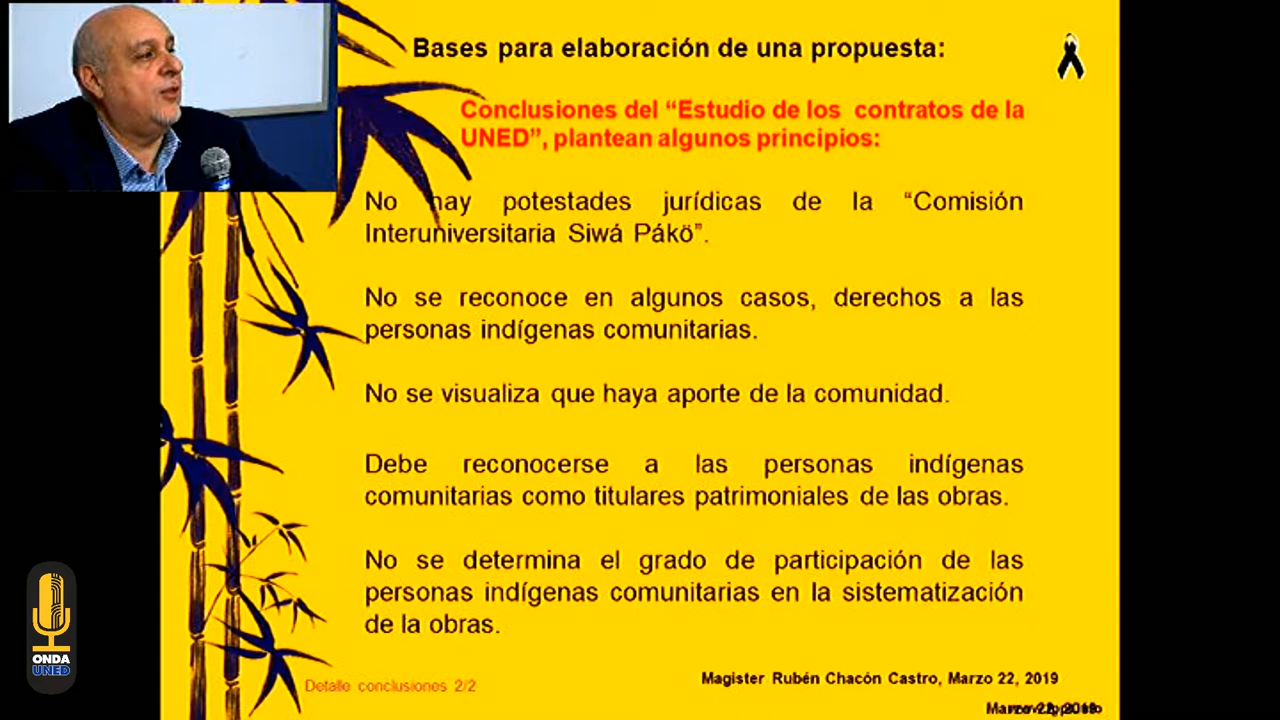 Bases para elaboración de una propuesta:
Conclusiones del “Estudio de los contratos de la
UNED”, plantean algunos principios:
No hay potestades jurídicas de la “Comisión
Interuniversitaria Siwá Pákö”.
No se reconoce en algunos casos, derechos a las
personas indígenas comunitarias.
No se visualiza que haya aporte de la comunidad.
Debe reconocerse a las personas indígenas
comunitarias como titulares patrimoniales de las obras.
No se determina el grado de participación de las
personas indígenas comunitarias en la sistematización
de la obras.
Detalle conclusiones 2/2
Magister Rubén Chacón Castro, Marzo 22, 2019
ONDA
UNED